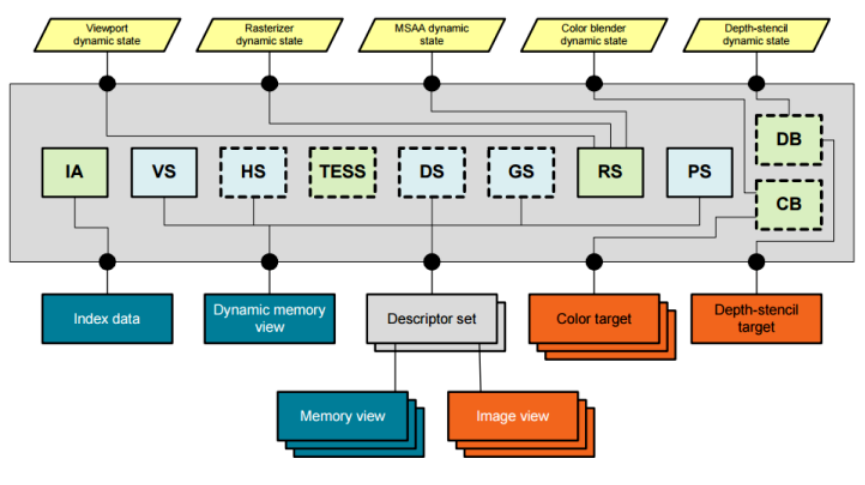 Viewport
dynamic state
Rasterizer
dynamic state
MSAA dynamic
state
Color blender
dynamic state
Depth-stencil
dynamic state
IA
VS
HS
TESS
DS
GS
RS
PS
DB
CB
Index data
Dynamic memory
view
Descriptor set
Color target
Depth-stencil
target
Memory view
Image view